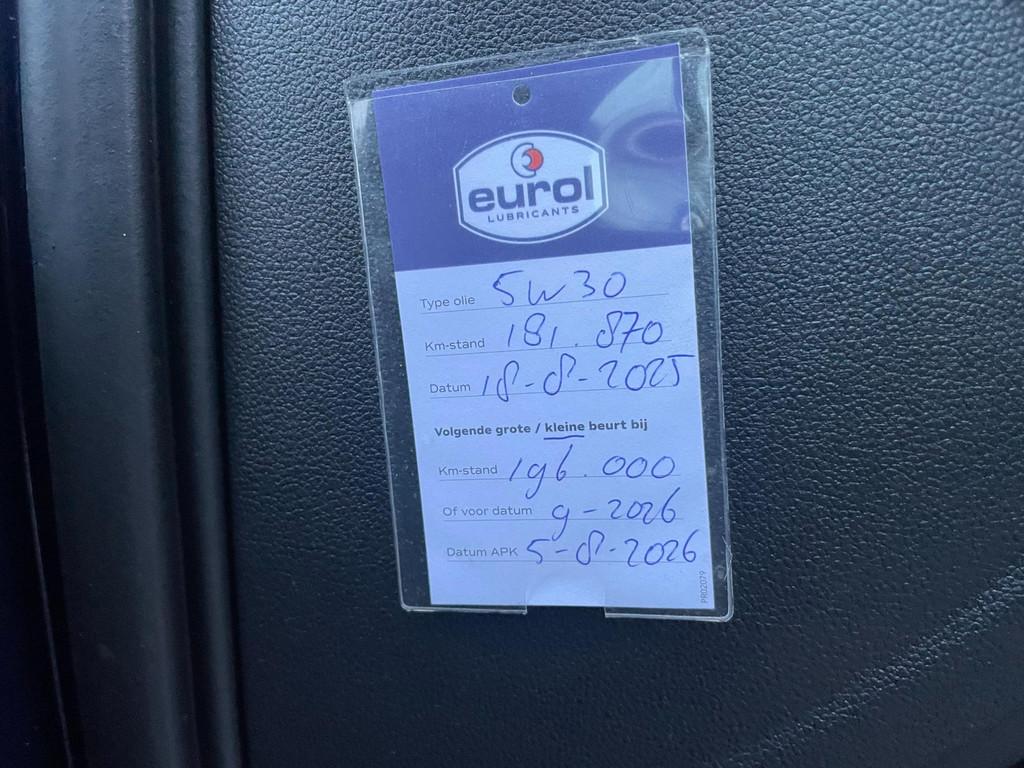 eurol
LUBRICANTS
Type olie 5W30
Km-stand 181.870
Datum 18-8-2025
Volgende grote / kleine beurt bij
Km-stand 196.000
Of voor datum 9-2026
Datum APK 5-8-2026
PR02079